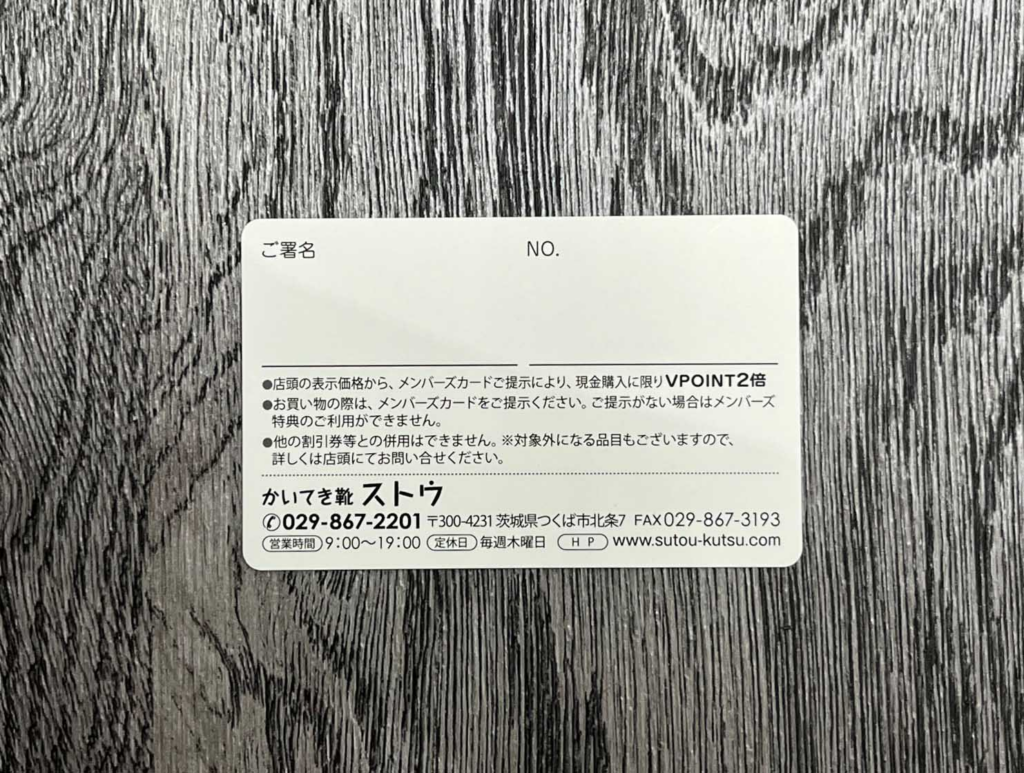 ご署名 NO.
●店頭の表示価格から、メンバーズカードご提示により、現金購入に限りVPOINT2倍
●お買い物の際は、メンバーズカードをご提示ください。ご提示がない場合はメンバーズ
特典のご利用ができません。
●他の割引券等との併用はできません。※対象外になる品目もございますので、
詳しくは店頭にてお問い合せください。
かいてき靴 ストウ
✆029-867-2201 〒300-4231 茨城県つくば市北条7 FAX029-867-3193
営業時間 9:00〜19:00 定休日 毎週木曜日 HP www.sutou-kutsu.com